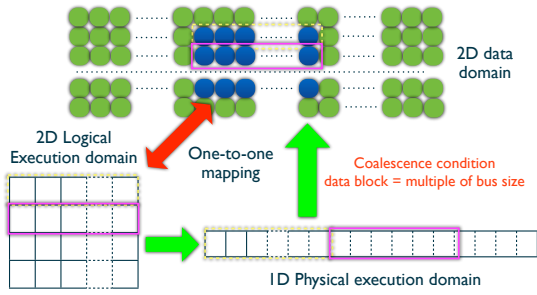 2D data
domain
2D Logical
Execution domain
One-to-one
mapping
Coalescence condition
data block = multiple of bus size
1D Physical execution domain